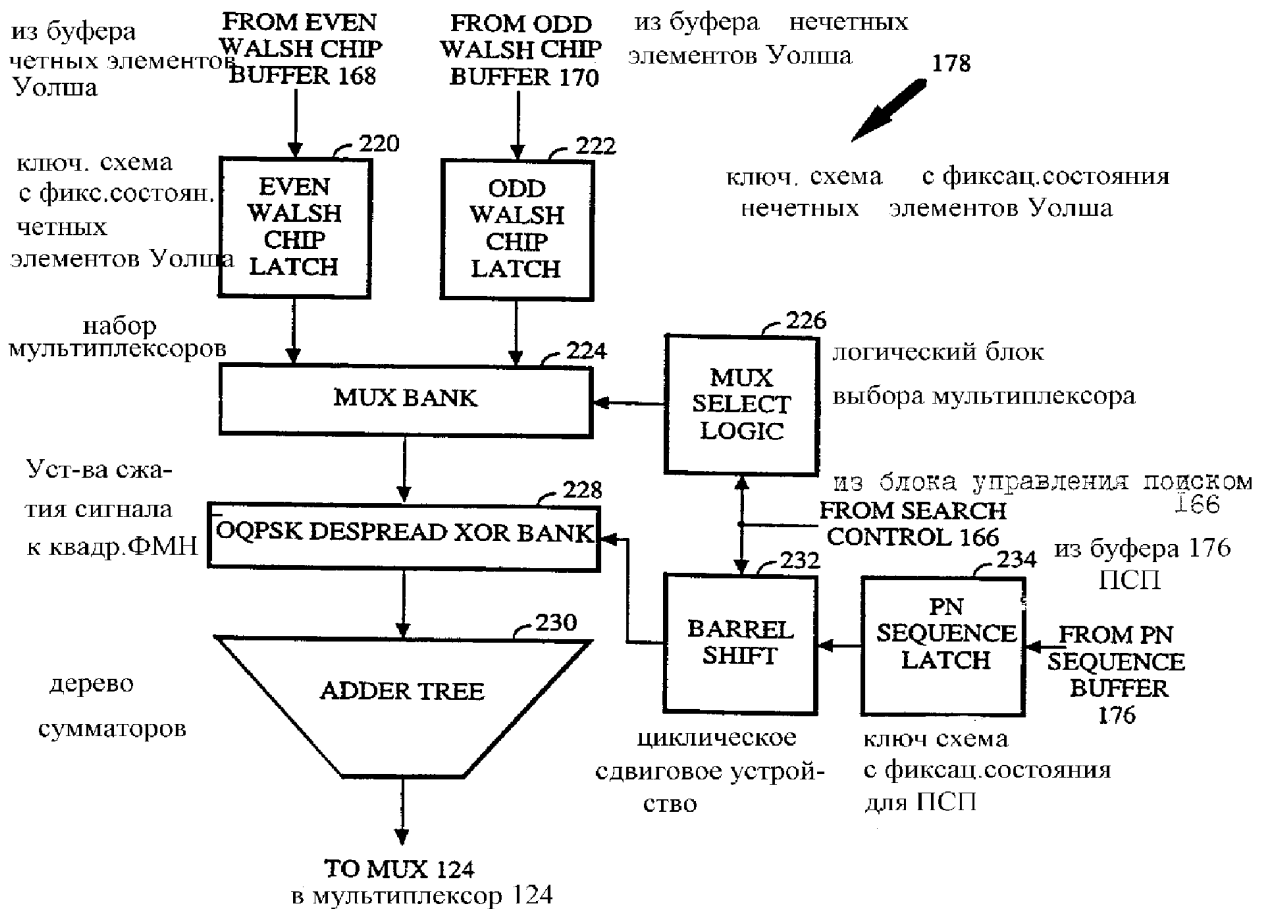 из буфера
четных элементов
Уолша
FROM EVEN
WALSH CHIP
BUFFER 168
FROM ODD
WALSH CHIP
BUFFER 170
из буфера нечетных
элементов Уолша
178
ключ. схема
с фикс.состоян.
четных
элементов Уолша
220
EVEN
WALSH
CHIP
LATCH
222
ODD
WALSH
CHIP
LATCH
ключ. схема с фиксац.состояния
нечетных элементов Уолша
набор
мультиплексоров
224
MUX BANK
226
MUX
SELECT
LOGIC
логический блок
выбора мультиплексора
Уст-ва сжа-
тия сигнала
к квадр.ФМН
228
OQPSK DESPREAD XOR BANK
из блока управления поиском
166
FROM SEARCH
CONTROL 166
из буфера 176
ПСП
232
BARREL
SHIFT
234
PN
SEQUENCE
LATCH
FROM PN
SEQUENCE
BUFFER
176
дерево
сумматоров
230
ADDER TREE
циклическое
сдвиговое устрой-
ство
ключ схема
с фиксац.состояния
для ПСП
TO MUX 124
в мультиплексор 124